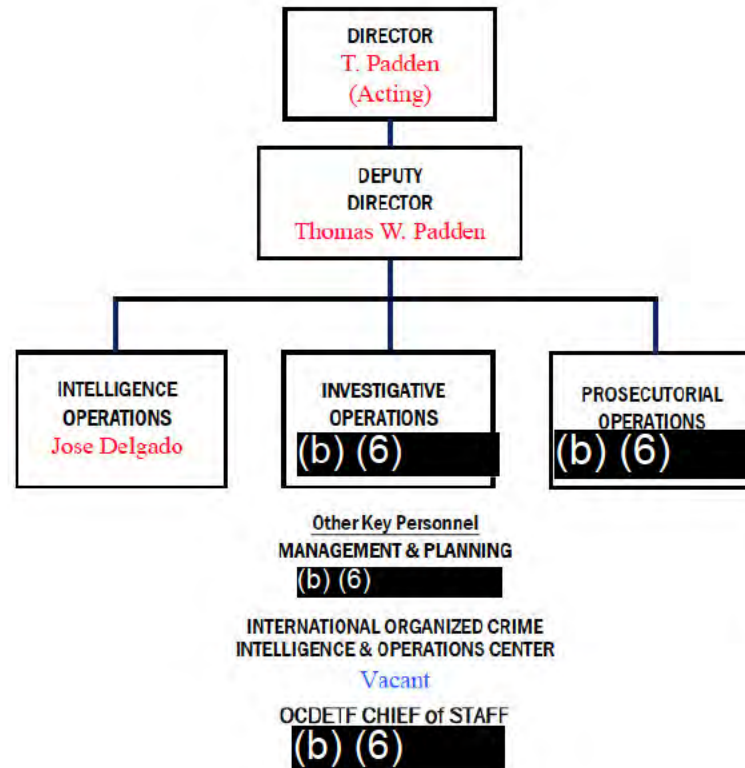 DIRECTOR
T. Padden
(Acting)
DEPUTY
DIRECTOR
Thomas W. Padden
INTELLIGENCE
OPERATIONS
Jose Delgado
INVESTIGATIVE
OPERATIONS
(b) (6)
PROSECUTORIAL
OPERATIONS
(b) (6)
Other Key Personnel
MANAGEMENT & PLANNING
(b) (6)
INTERNATIONAL ORGANIZED CRIME
INTELLIGENCE & OPERATIONS CENTER
Vacant
OCDETF CHIEF of STAFF
(b) (6)